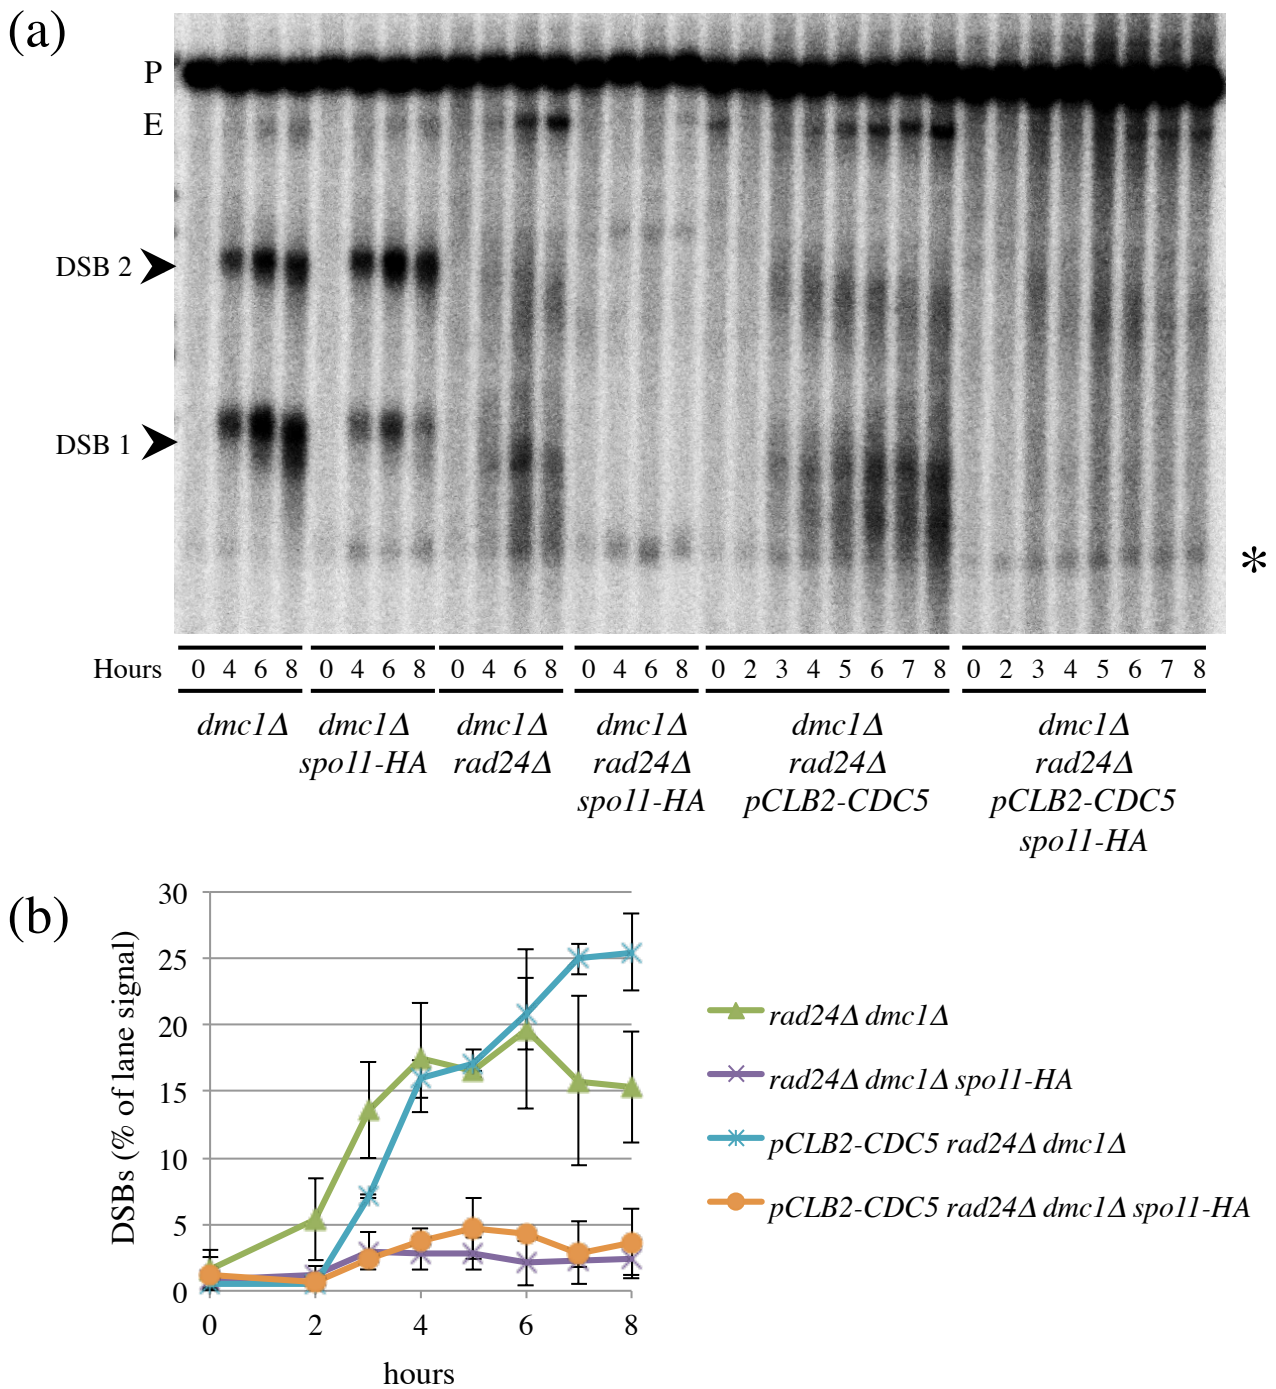 (a)
P
E
DSB 2
DSB 1
*
Hours 0 4 6 8 0 4 6 8 0 4 6 8 0 4 6 8 0 2 3 4 5 6 7 8 0 2 3 4 5 6 7 8
dmc1Δ dmc1Δ dmc1Δ dmc1Δ dmc1Δ dmc1Δ
spo11-HA rad24Δ rad24Δ rad24Δ rad24Δ
spo11-HA pCLB2-CDC5 pCLB2-CDC5
spo11-HA
(b)
DSBs (% of lane signal)
30
25
20
15
10
5
0
0 2 4 6 8
hours
rad24Δ dmc1Δ
rad24Δ dmc1Δ spo11-HA
pCLB2-CDC5 rad24Δ dmc1Δ
pCLB2-CDC5 rad24Δ dmc1Δ spo11-HA